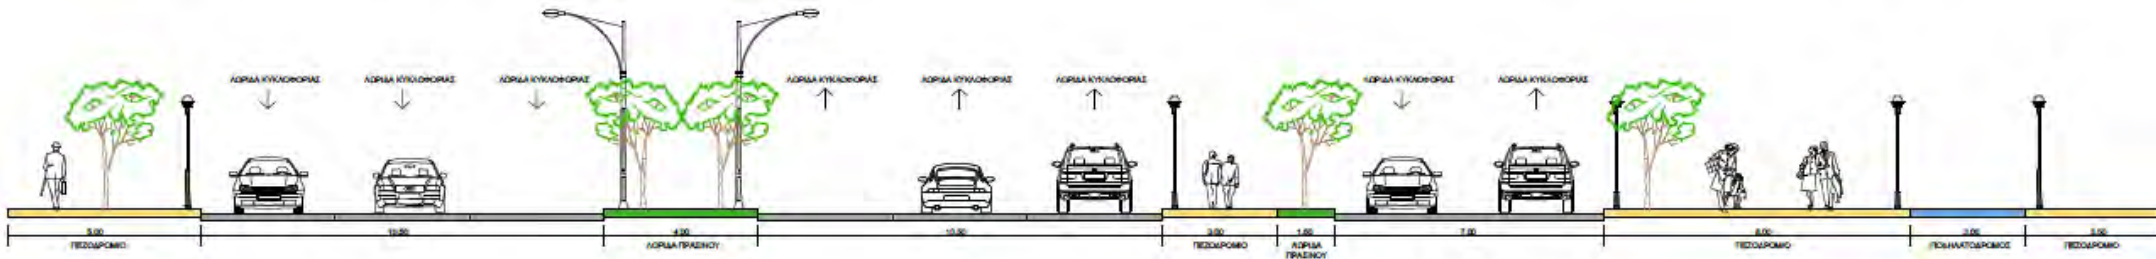 ΛΩΡΙΔΑ ΚΥΚΛΟΦΟΡΙΑΣ ΛΩΡΙΔΑ ΚΥΚΛΟΦΟΡΙΑΣ ΛΩΡΙΔΑ ΚΥΚΛΟΦΟΡΙΑΣ ΛΩΡΙΔΑ ΚΥΚΛΟΦΟΡΙΑΣ ΛΩΡΙΔΑ ΚΥΚΛΟΦΟΡΙΑΣ ΛΩΡΙΔΑ ΚΥΚΛΟΦΟΡΙΑΣ ΛΩΡΙΔΑ ΚΥΚΛΟΦΟΡΙΑΣ ΛΩΡΙΔΑ ΚΥΚΛΟΦΟΡΙΑΣ
5.00 10.50 4.00 10.50 3.00 1.50 7.00 8.00 3.00
ΠΕΖΟΔΡΟΜΙΟ ΛΩΡΙΔΑ ΠΡΑΣΙΝΟΥ ΠΕΖΟΔΡΟΜΙΟ ΛΩΡΙΔΑ ΠΕΖΟΔΡΟΜΙΟ ΠΟΔΗΛΑΤΟΔΡΟΜΟΣ ΠΕΖΟΔΡΟΜΙΟ
ΠΡΑΣΙΝΟΥ